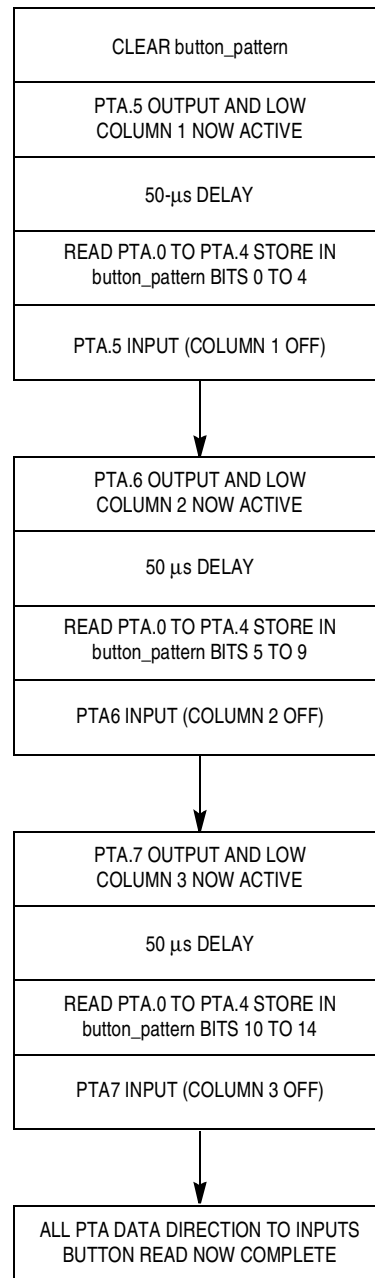 CLEAR button_pattern
PTA.5 OUTPUT AND LOW
COLUMN 1 NOW ACTIVE
50-μs DELAY
READ PTA.0 TO PTA.4 STORE IN
button_pattern BITS 0 TO 4
PTA.5 INPUT (COLUMN 1 OFF)
PTA.6 OUTPUT AND LOW
COLUMN 2 NOW ACTIVE
50 μs DELAY
READ PTA.0 TO PTA.4 STORE IN
button_pattern BITS 5 TO 9
PTA6 INPUT (COLUMN 2 OFF)
PTA.7 OUTPUT AND LOW
COLUMN 3 NOW ACTIVE
50 μs DELAY
READ PTA.0 TO PTA.4 STORE IN
button_pattern BITS 10 TO 14
PTA7 INPUT (COLUMN 3 OFF)
ALL PTA DATA DIRECTION TO INPUTS
BUTTON READ NOW COMPLETE